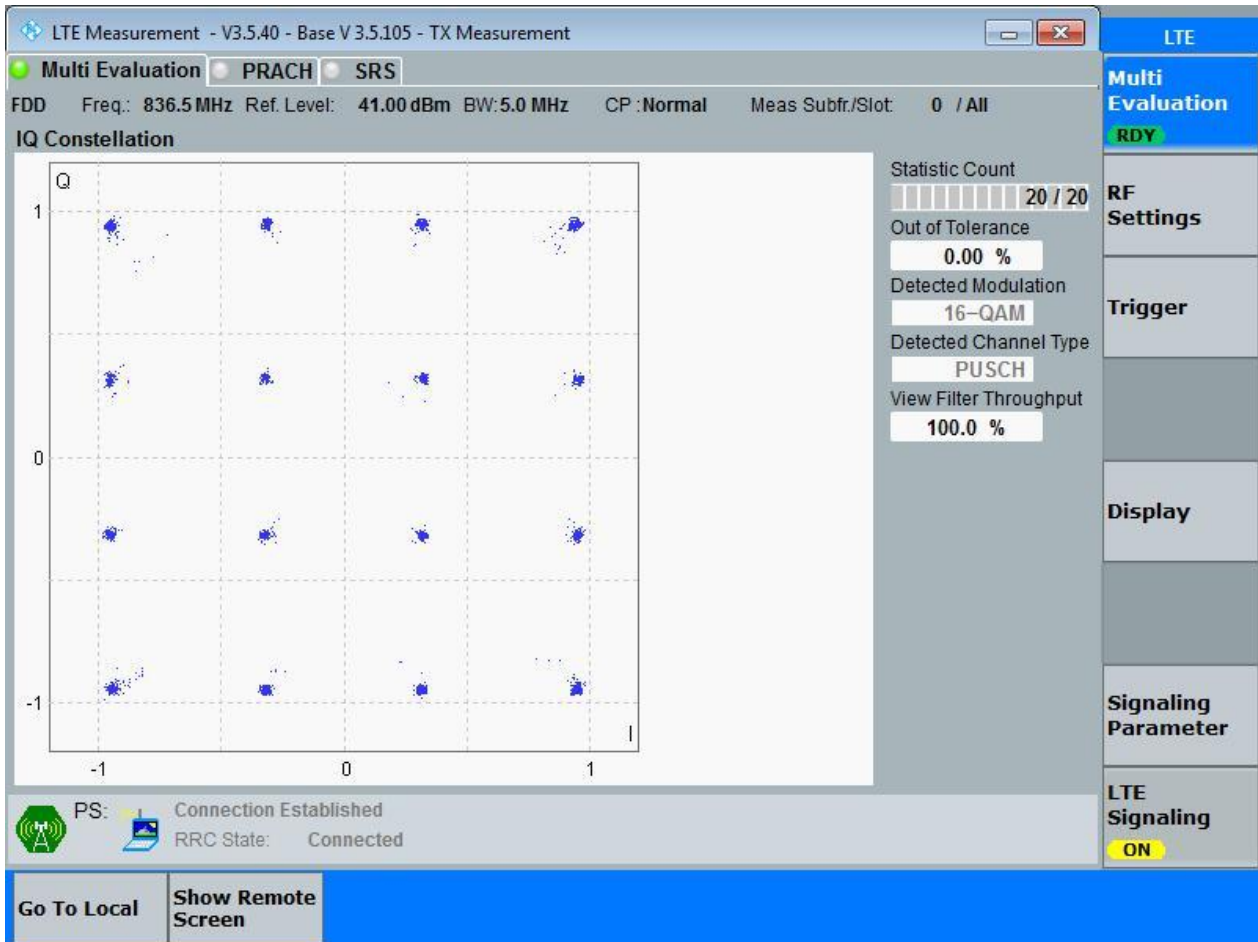 LTE Measurement - V3.5.40 - Base V 3.5.105 - TX Measurement
LTE
Multi Evaluation PRACH SRS
Multi
Evaluation
RDY
FDD Freq.: 836.5 MHz Ref. Level: 41.00 dBm BW: 5.0 MHz CP : Normal Meas Subfr./Slot: 0 / All
IQ Constellation
Q
1
0
-1
I
-1 0 1
Statistic Count
20 / 20
Out of Tolerance
0.00 %
Detected Modulation
16-QAM
Detected Channel Type
PUSCH
View Filter Throughput
100.0 %
RF
Settings
Trigger
Display
Signaling
Parameter
LTE
Signaling
ON
PS: Connection Established
RRC State: Connected
Go To Local
Show Remote
Screen